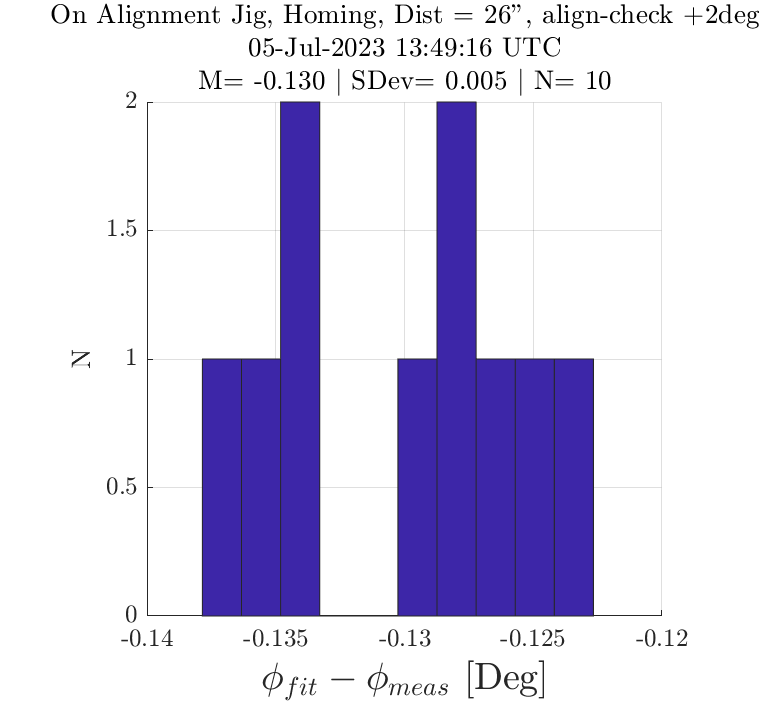 On Alignment Jig, Homing, Dist = 26”, align-check +2deg
05-Jul-2023 13:49:16 UTC
M= -0.130 | SDev= 0.005 | N= 10
2
1.5
N
1
0.5
0
-0.14 -0.135 -0.13 -0.125 -0.12
ϕ_fit − ϕ_meas [Deg]